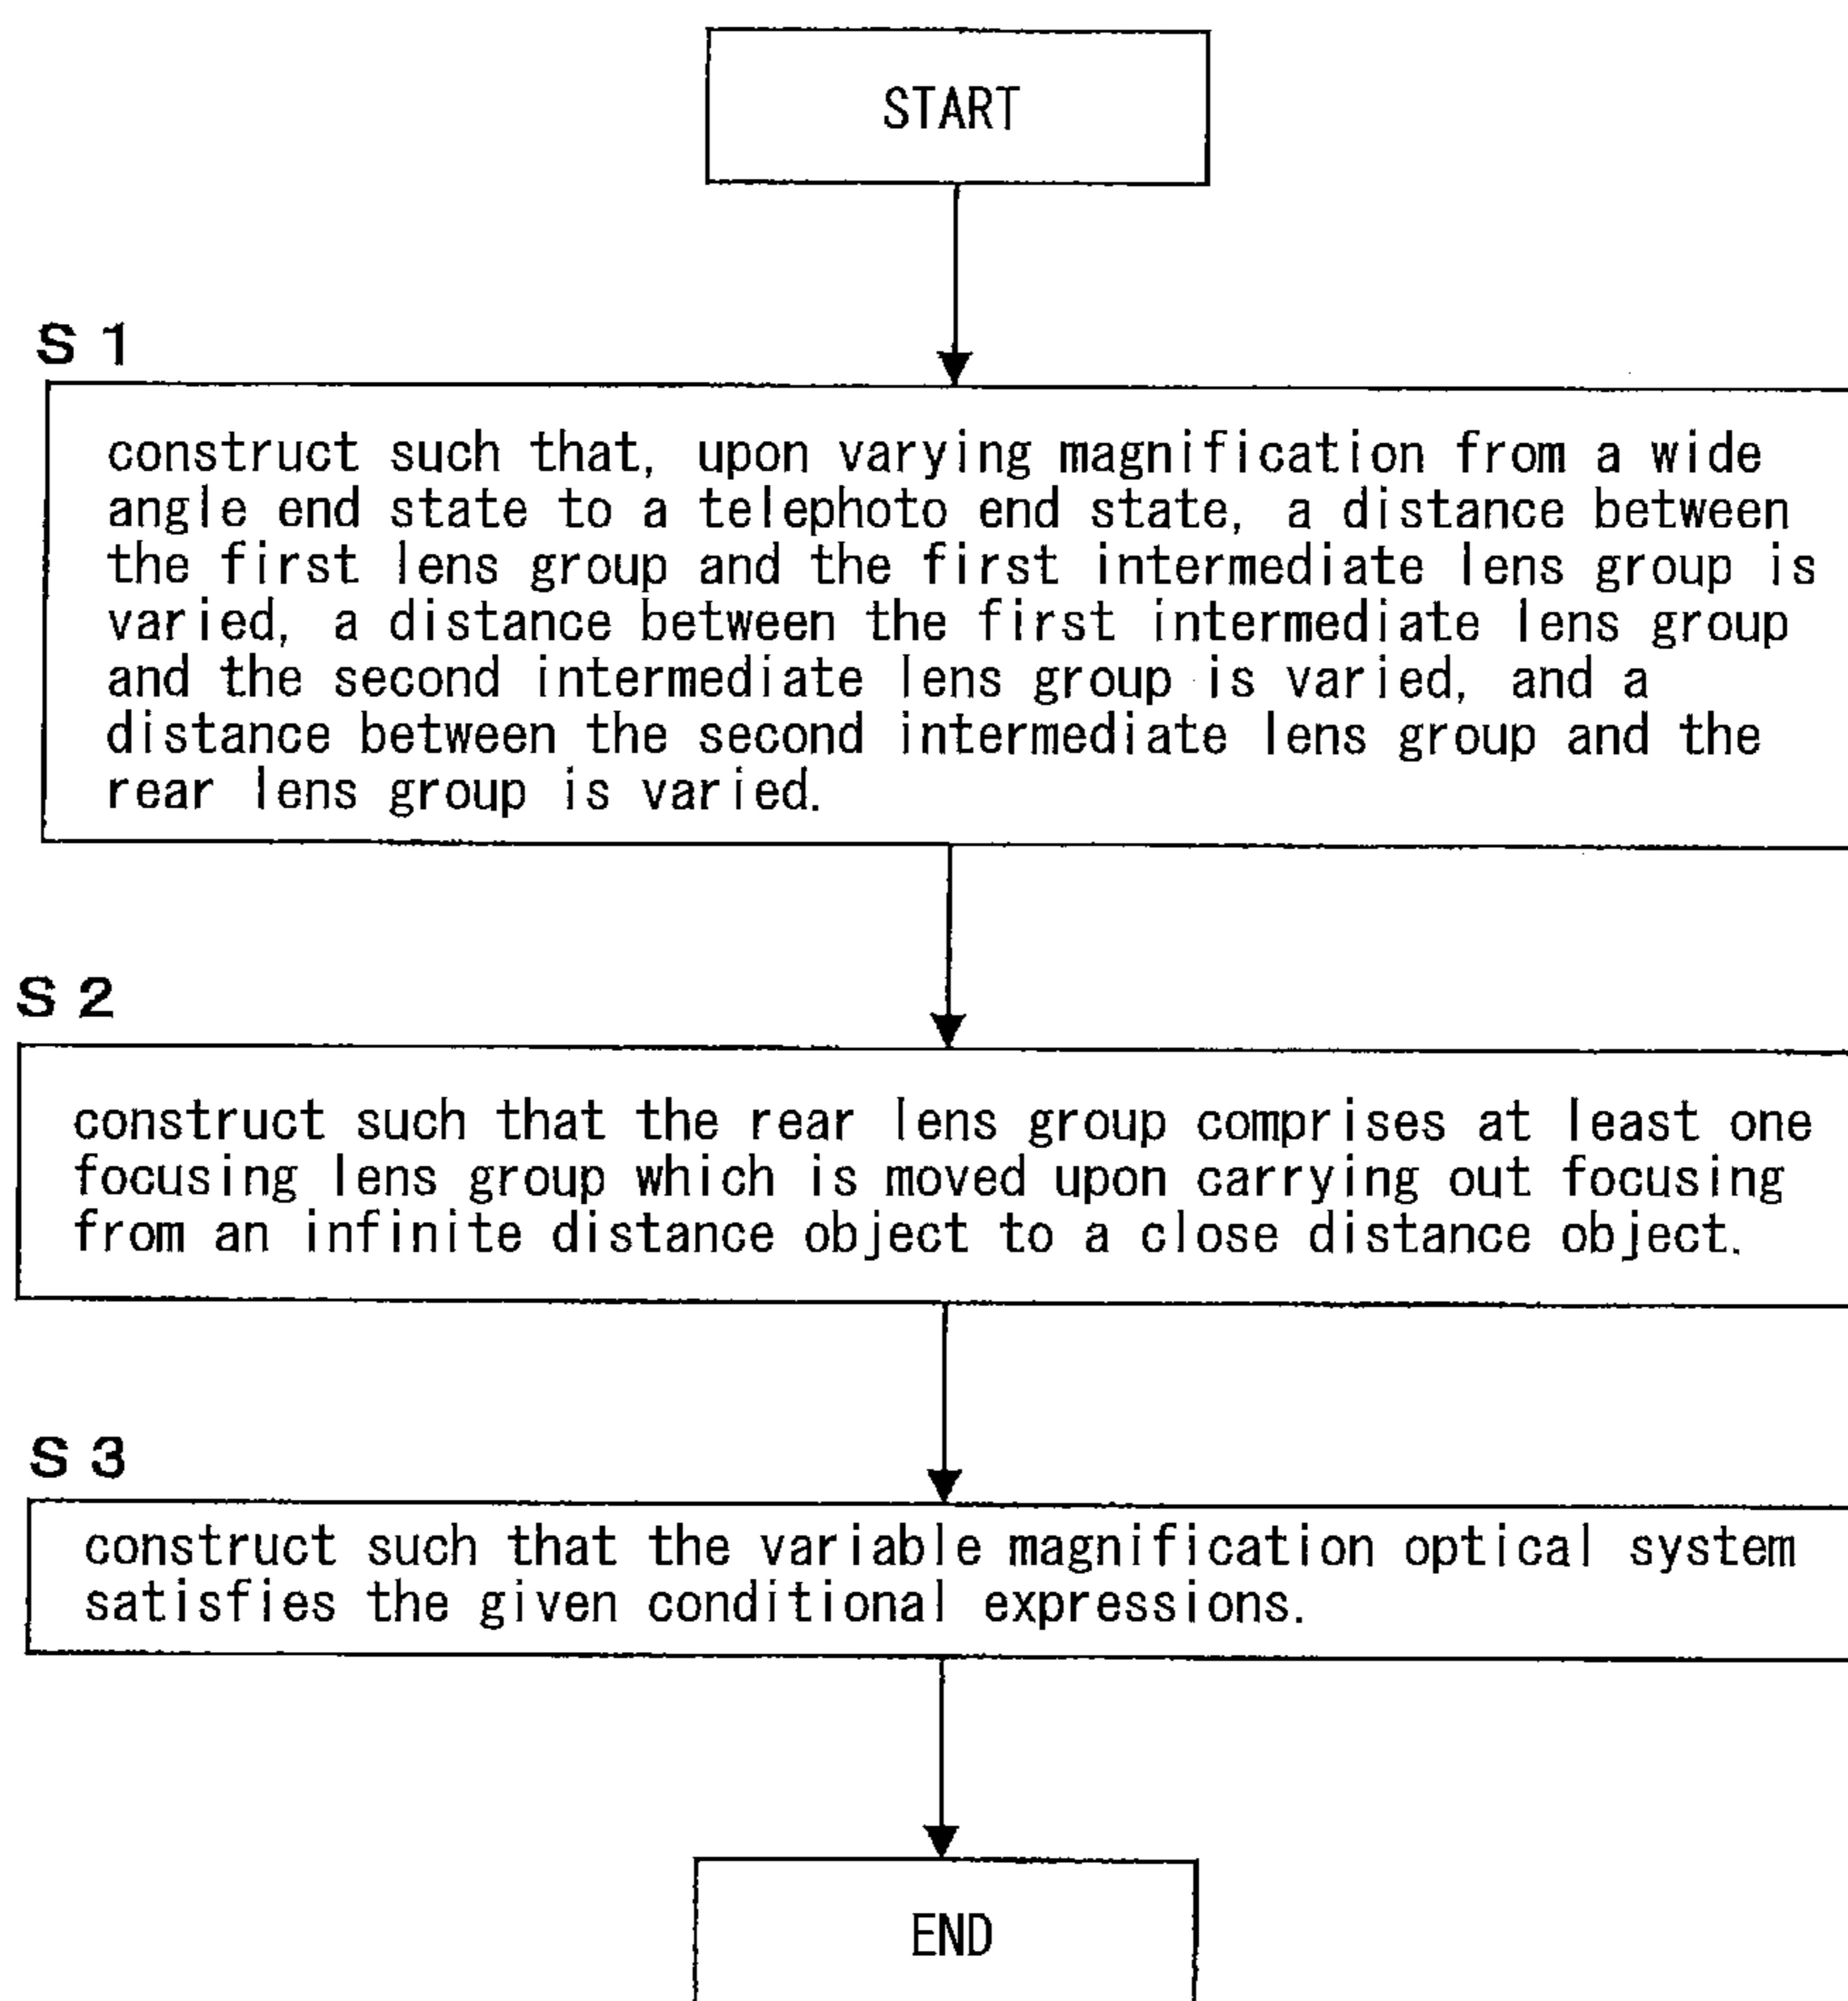 START
S 1
construct such that, upon varying magnification from a wide
angle end state to a telephoto end state, a distance between
the first lens group and the first intermediate lens group is
varied, a distance between the first intermediate lens group
and the second intermediate lens group is varied, and a
distance between the second intermediate lens group and the
rear lens group is varied.
S 2
construct such that the rear lens group comprises at least one
focusing lens group which is moved upon carrying out focusing
from an infinite distance object to a close distance object.
S 3
construct such that the variable magnification optical system
satisfies the given conditional expressions.
END